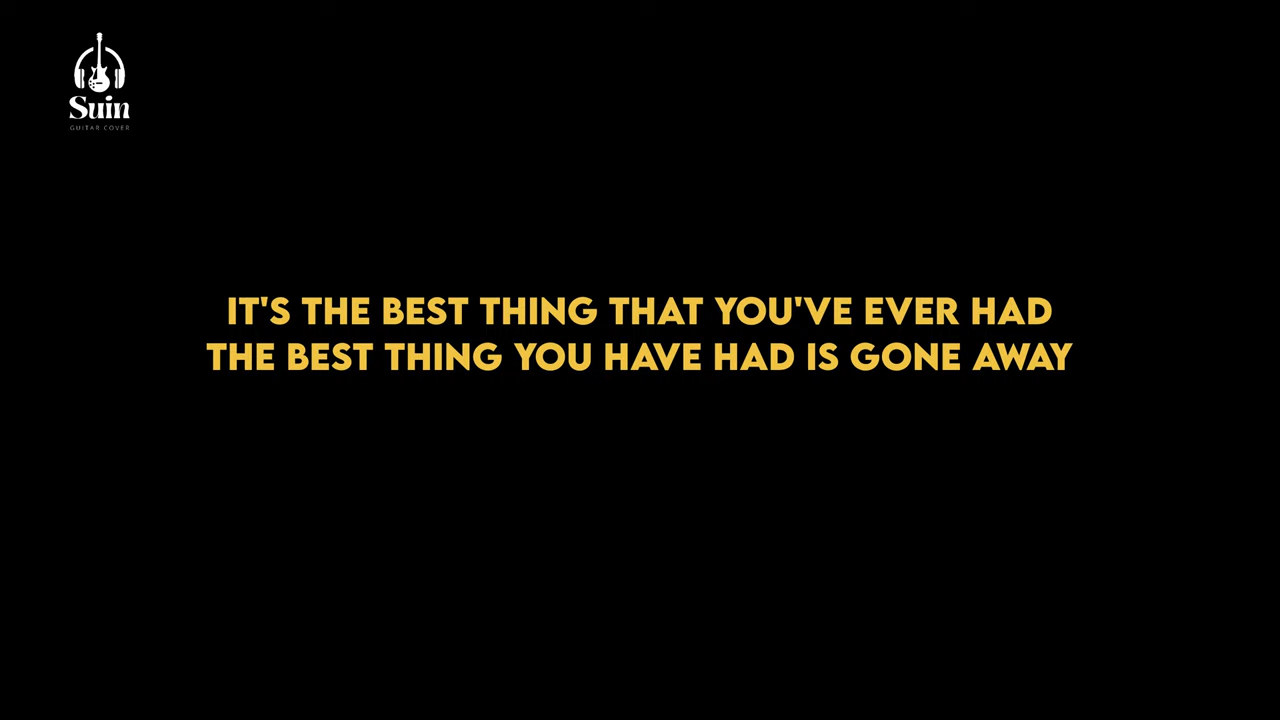 Suin
GUITAR COVER
IT'S THE BEST THING THAT YOU'VE EVER HAD
THE BEST THING YOU HAVE HAD IS GONE AWAY